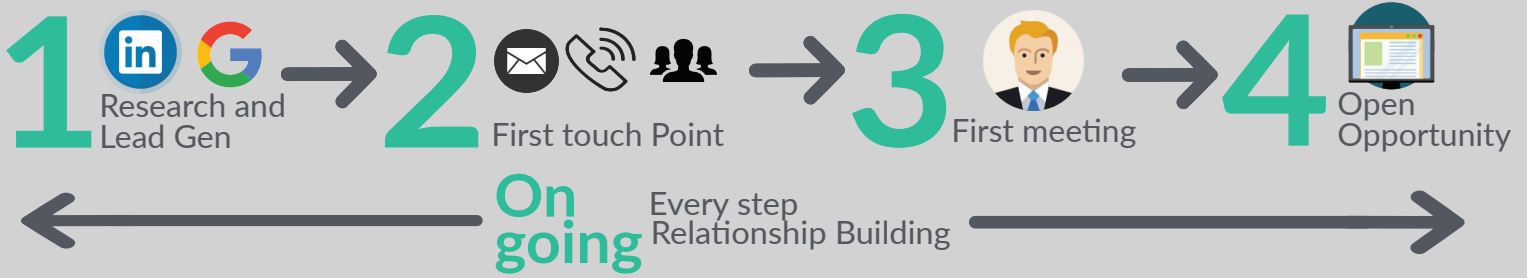 1
in
G
Research and
Lead Gen
2
First touch Point
3
First meeting
4
Open
Opportunity
On
going
Every step
Relationship Building